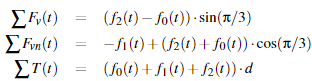 ∑F_v(t) = (f_2(t) − f_0(t)) · sin(π/3)
∑F_vn(t) = −f_1(t) + (f_2(t) + f_0(t)) · cos(π/3)
∑T(t) = (f_0(t) + f_1(t) + f_2(t)) · d